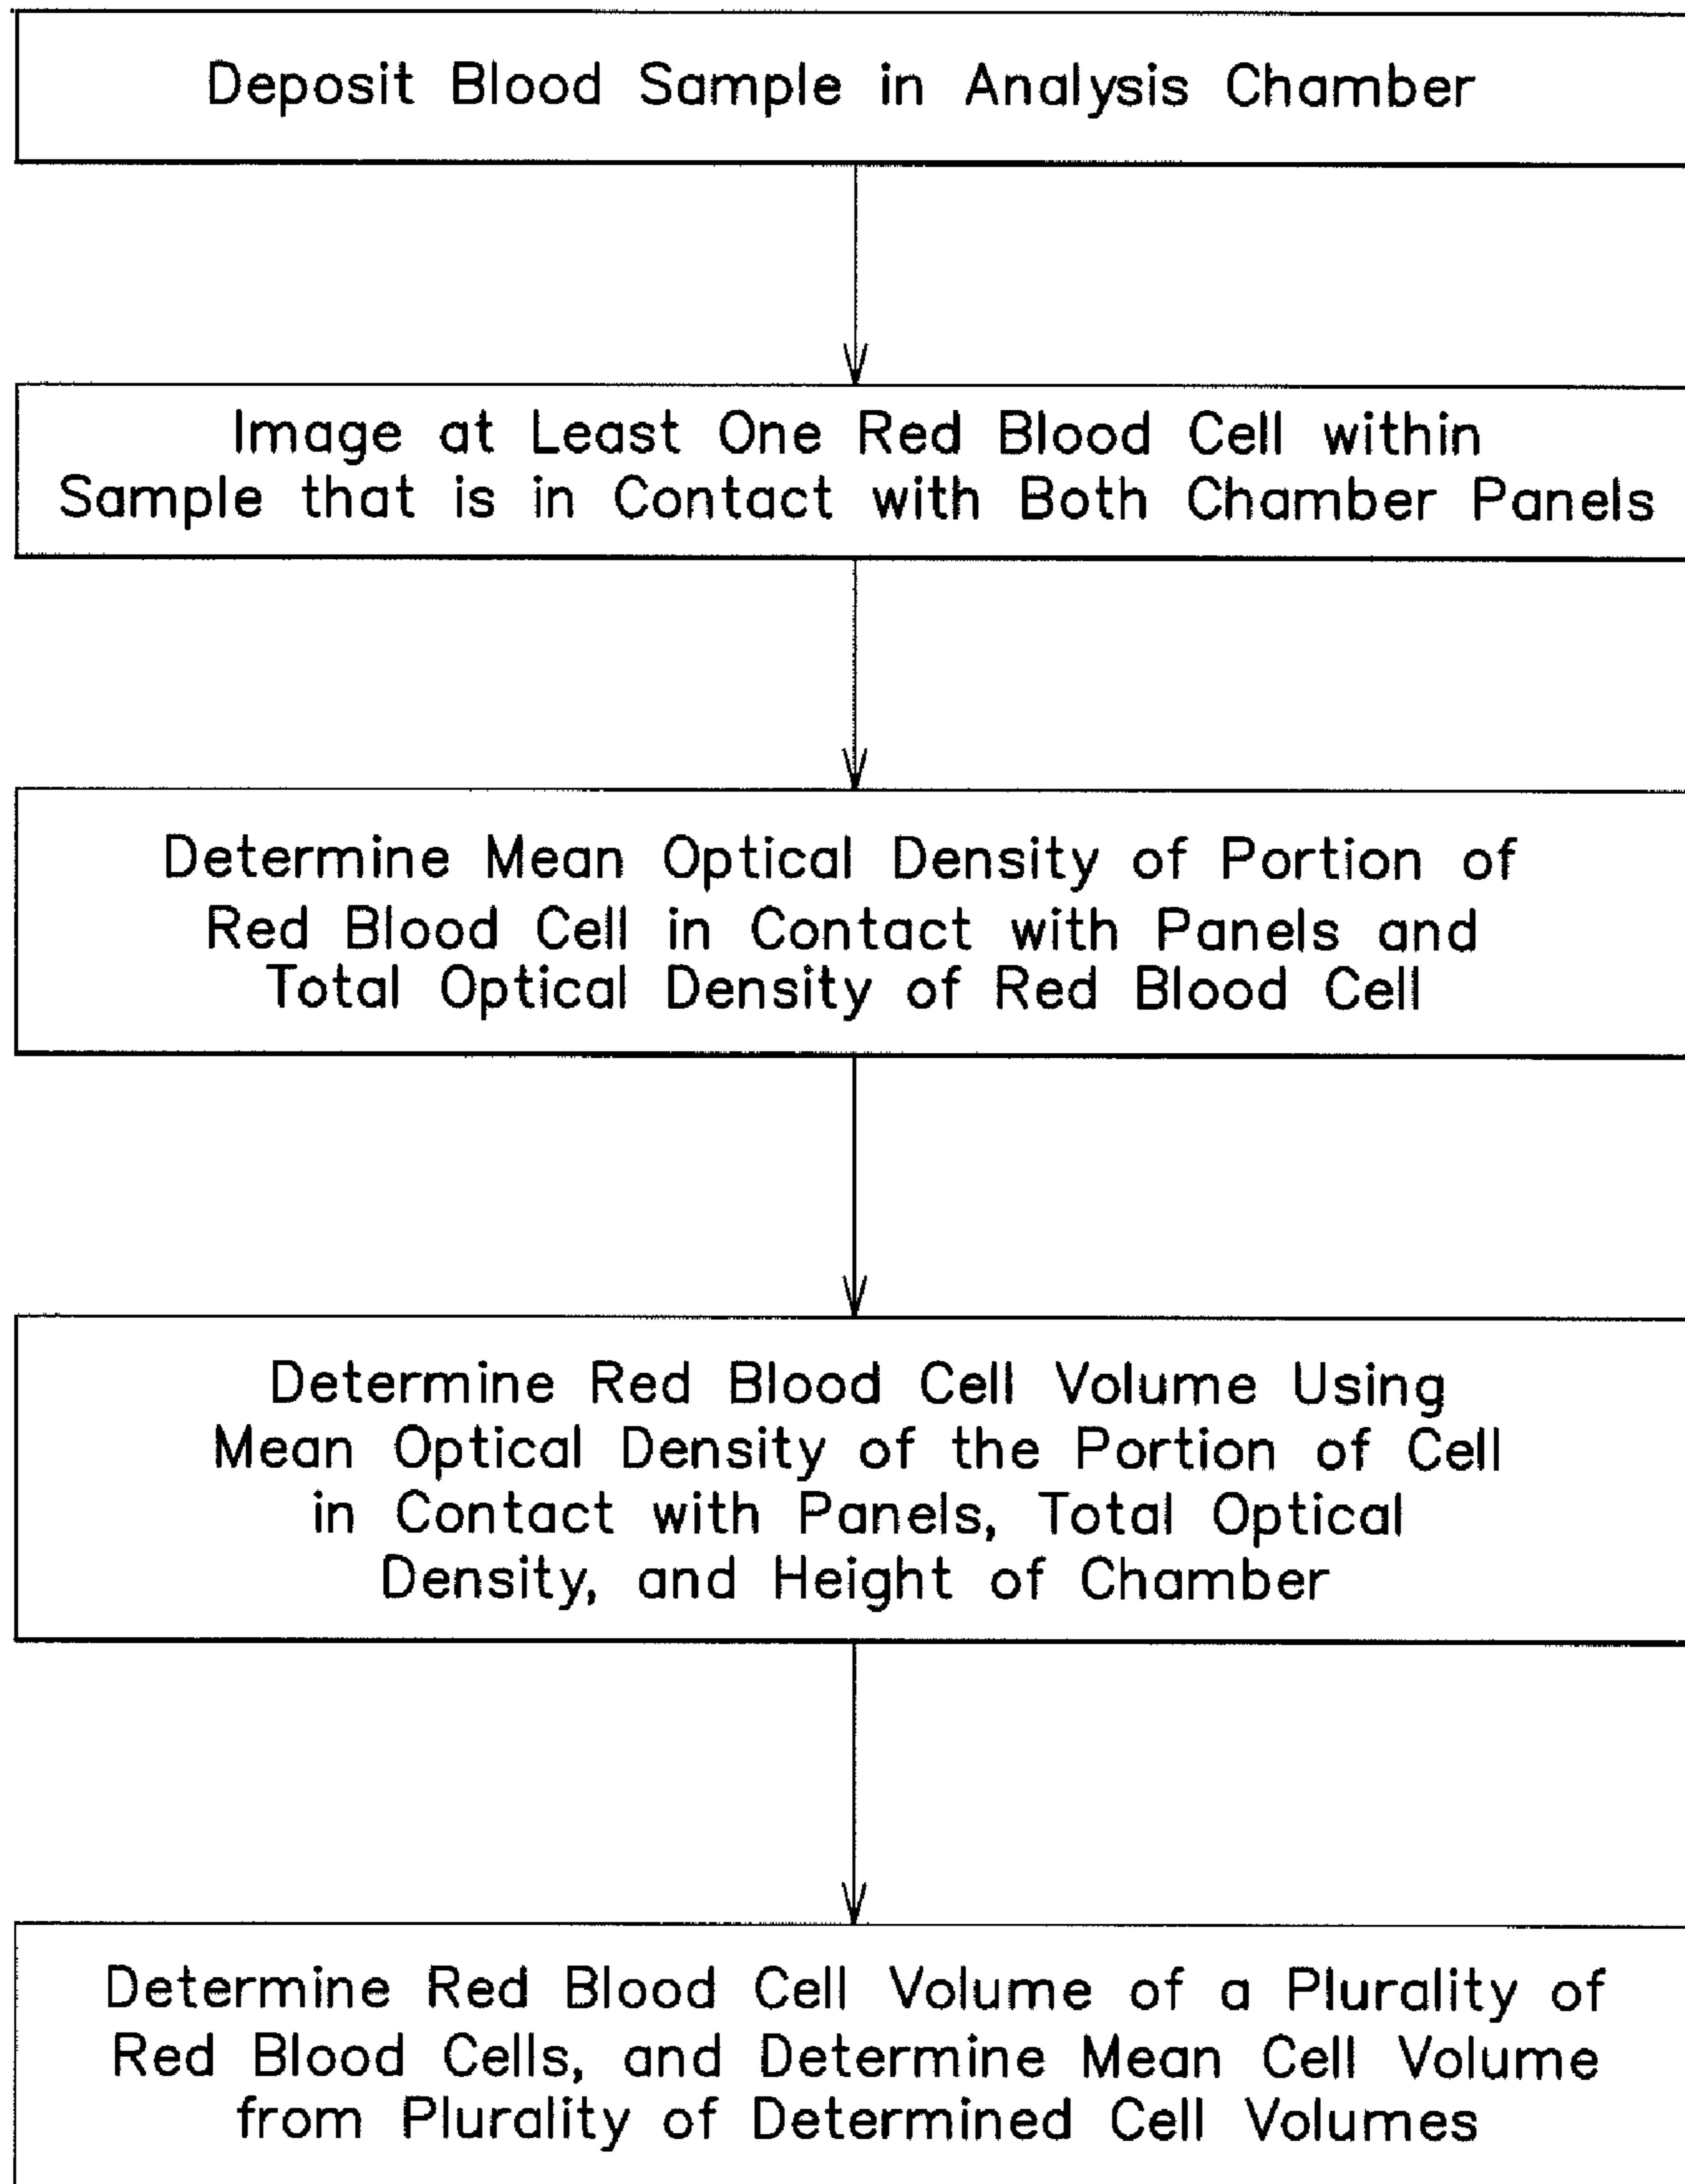 Deposit Blood Sample in Analysis Chamber
Image at Least One Red Blood Cell within
Sample that is in Contact with Both Chamber Panels
Determine Mean Optical Density of Portion of
Red Blood Cell in Contact with Panels and
Total Optical Density of Red Blood Cell
Determine Red Blood Cell Volume Using
Mean Optical Density of the Portion of Cell
in Contact with Panels, Total Optical
Density, and Height of Chamber
Determine Red Blood Cell Volume of a Plurality of
Red Blood Cells, and Determine Mean Cell Volume
from Plurality of Determined Cell Volumes